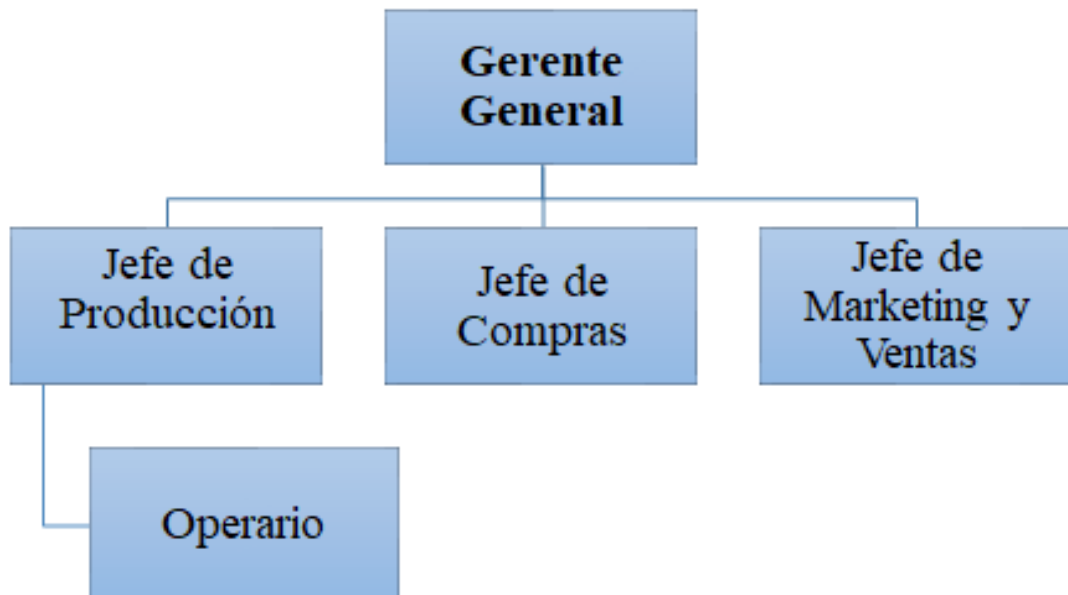 Gerente
General
Jefe de
Producción
Jefe de
Compras
Jefe de
Marketing y
Ventas
Operario